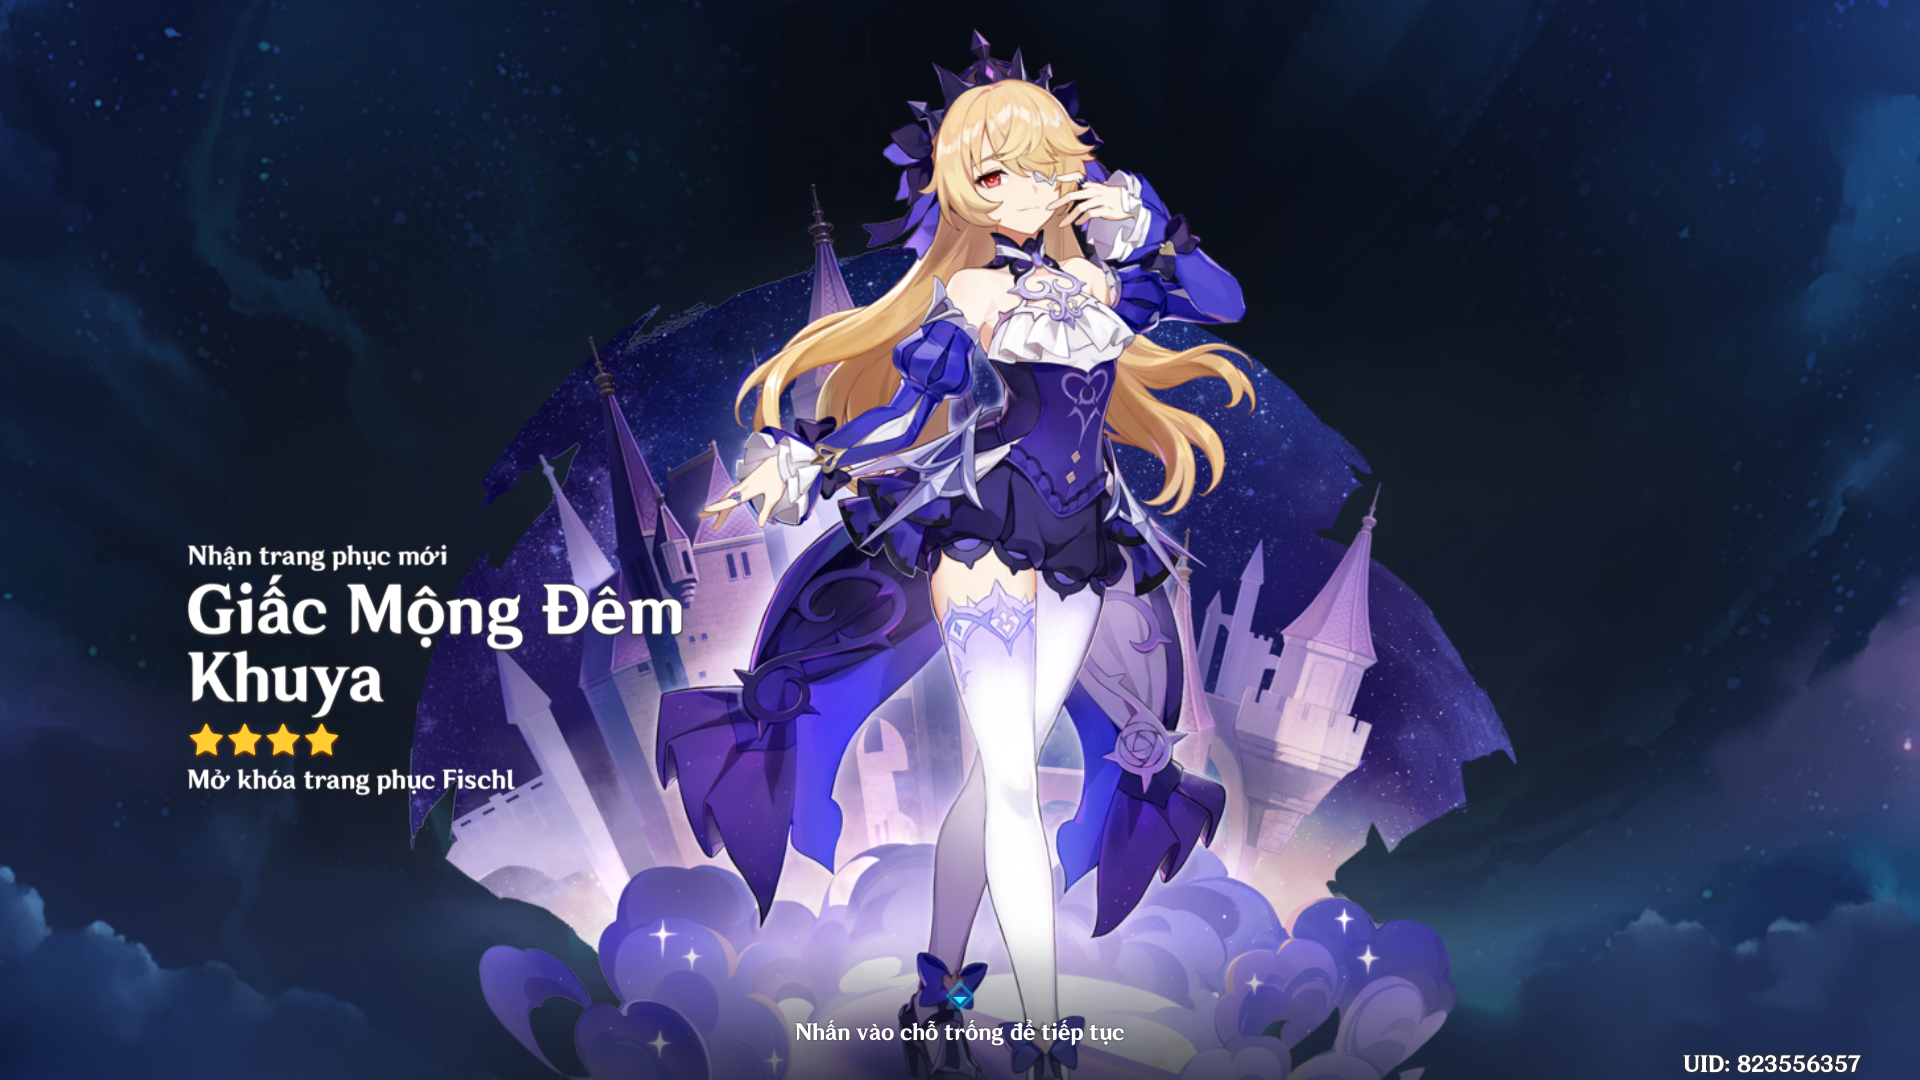 Nhận trang phục mới
Giấc Mộng Đêm
Khuya
Mở khóa trang phục Fischl
Nhấn vào chỗ trống để tiếp tục
UID: 823556357